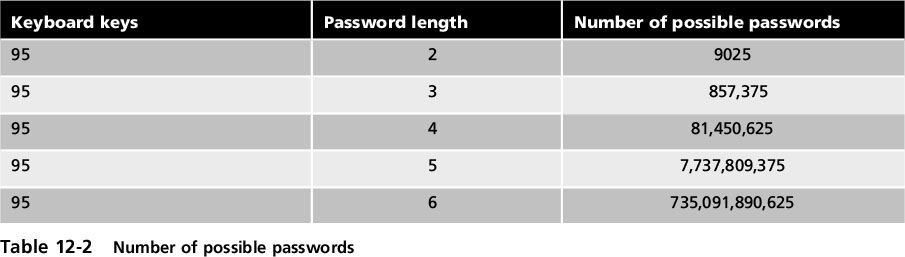 Keyboard keys Password length Number of possible passwords
95 2 9025
95 3 857,375
95 4 81,450,625
95 5 7,737,809,375
95 6 735,091,890,625
Table 12-2 Number of possible passwords